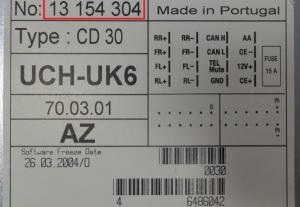 No: 13 154 304 Made in Portugal
Type : CD 30
RR+ RR- CAN H AA
FR+ FR- CAN L CE-
FL+ FL- TEL Mute 12V+
RL+ RL- GND CE+
FUSE 15 A
UCH-UK6
70.03.01
AZ
Software Freeze Date
26 03.2004/0
0030
4 6486042